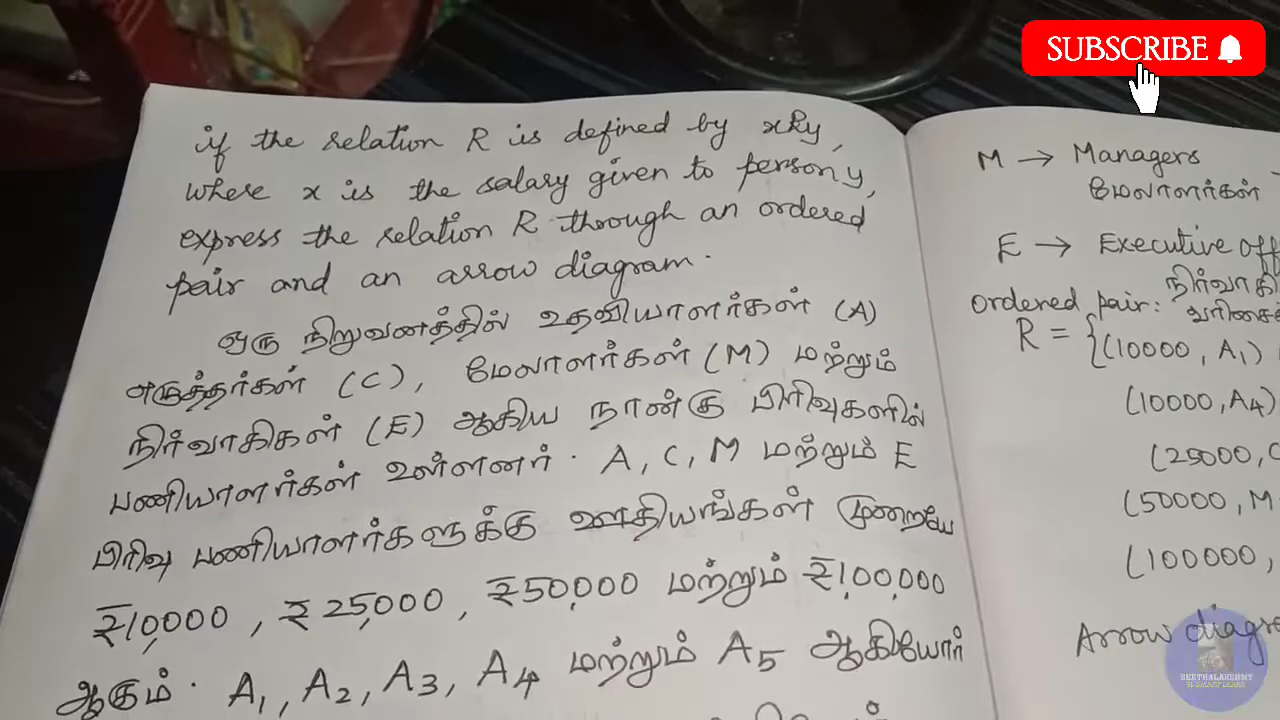 SUBSCRIBE
if the relation R is defined by xRy,
where x is the salary given to person y,
express the relation R through an ordered
pair and an arrow diagram.
ஒரு நிறுவனத்தில் உதவியாளர்கள் (A)
எழுத்தர்கள் (C), மேலாளர்கள் (M) மற்றும்
நிர்வாகிகள் (E) ஆகிய நான்கு பிரிவுகளில்
பணியாளர்கள் உள்ளனர். A, C, M மற்றும் E
பிரிவு பணியாளர்களுக்கு ஊதியங்கள் முறையே
₹10,000, ₹25,000, ₹50,000 மற்றும் ₹1,00,000
ஆகும். A1, A2, A3, A4 மற்றும் A5 ஆகியோர்
M → Managers
மேலாளர்கள்
E → Executive
ordered pair:
R = {(10000, A1)
(10000, A4)
(25000, C
(50000, M
(100000,
Arrow
SEETHALAKSHMY